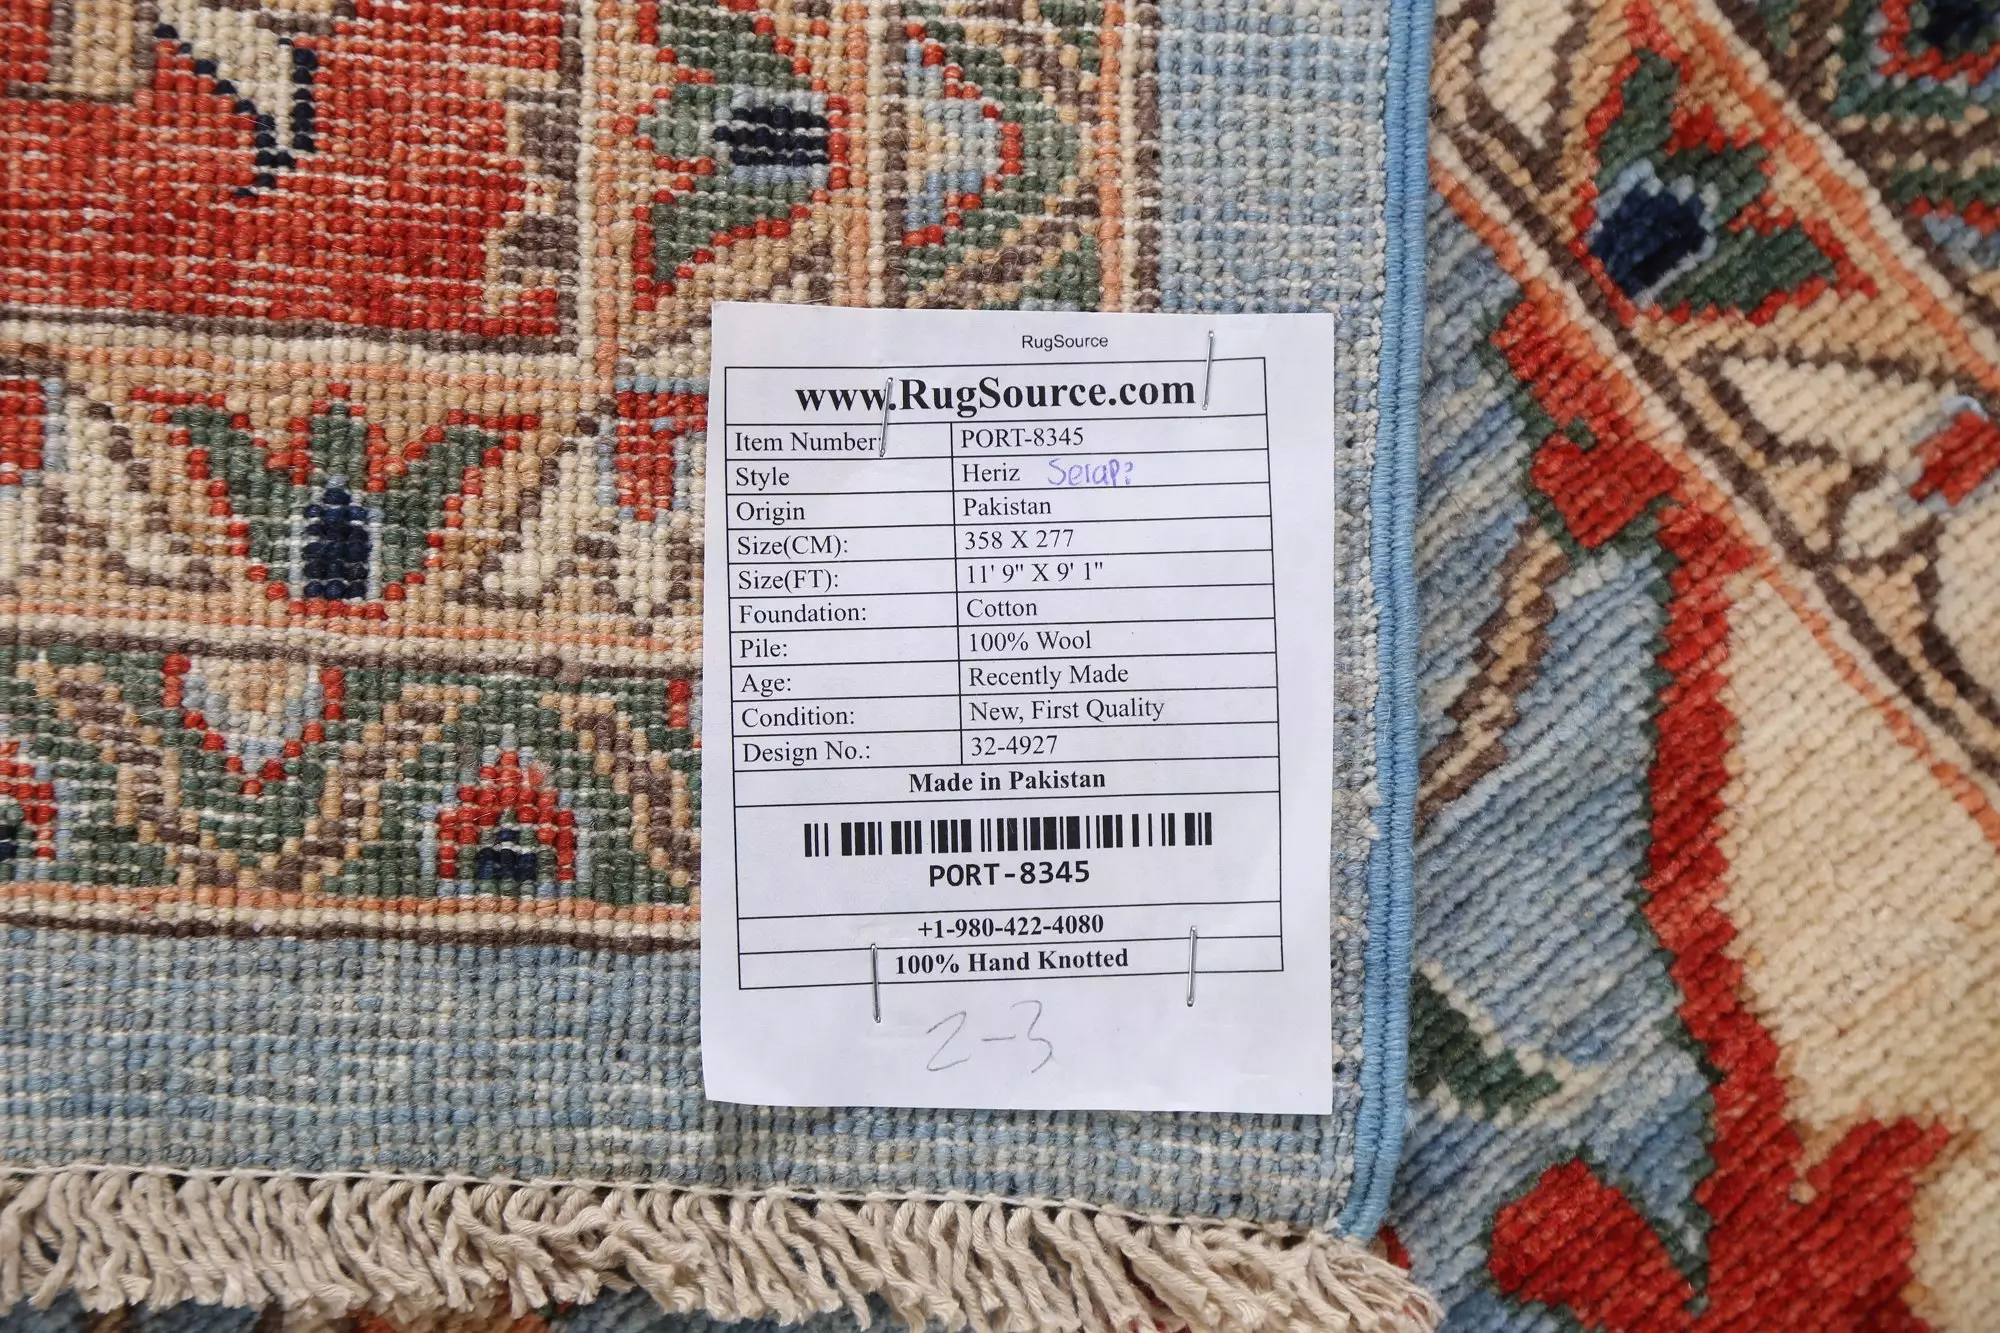 RugSource
www.RugSource.com
Item Number: PORT-8345
Style Heriz Serapi
Origin Pakistan
Size(CM): 358 X 277
Size(FT): 11' 9" X 9' 1"
Foundation: Cotton
Pile: 100% Wool
Age: Recently Made
Condition: New, First Quality
Design No.: 32-4927
Made in Pakistan
PORT-8345
+1-980-422-4080
100% Hand Knotted
2-3